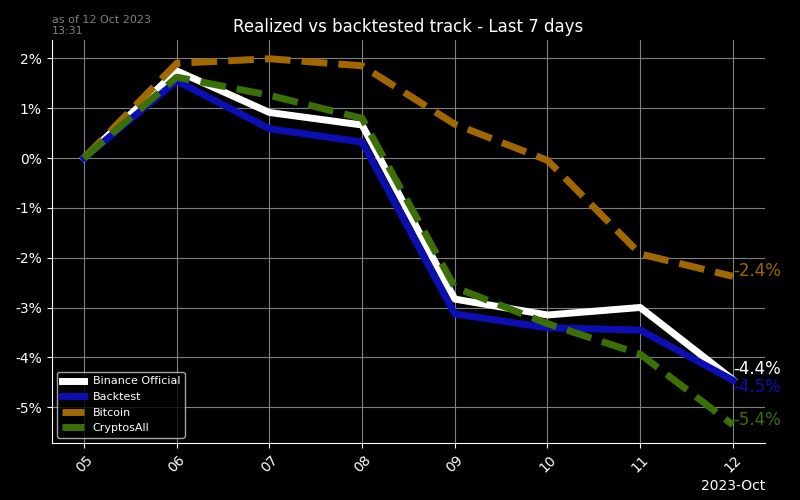 as of 12 Oct 2023
13:31
Realized vs backtested track - Last 7 days
2%
1%
0%
-1%
-2%
-3%
-4%
-5%
-2.4%
-4.4%
-4.5%
-5.4%
Binance Official
Backtest
Bitcoin
CryptosAll
05 06 07 08 09 10 11 12
2023-Oct